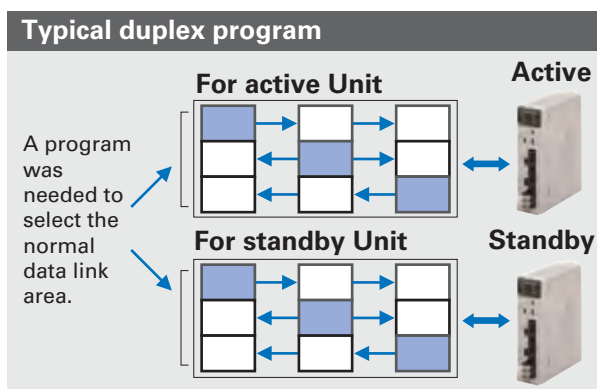 Typical duplex program
For active Unit
Active
A program
was
needed to
select the
normal
data link
area.
For standby Unit
Standby